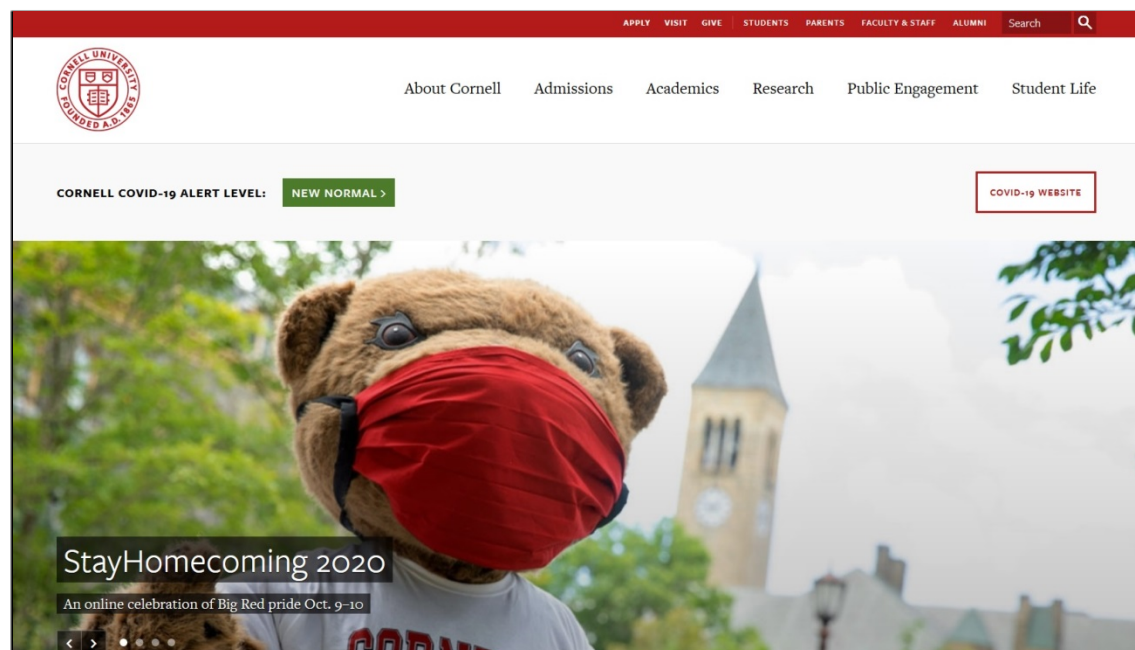 APPLY VISIT GIVE STUDENTS PARENTS FACULTY & STAFF ALUMNI Search
CORNELL UNIVERSITY
FOUNDED A.D. 1865
About Cornell Admissions Academics Research Public Engagement Student Life
CORNELL COVID-19 ALERT LEVEL: NEW NORMAL > COVID-19 WEBSITE
StayHomecoming 2020
An online celebration of Big Red pride Oct. 9–10
< >